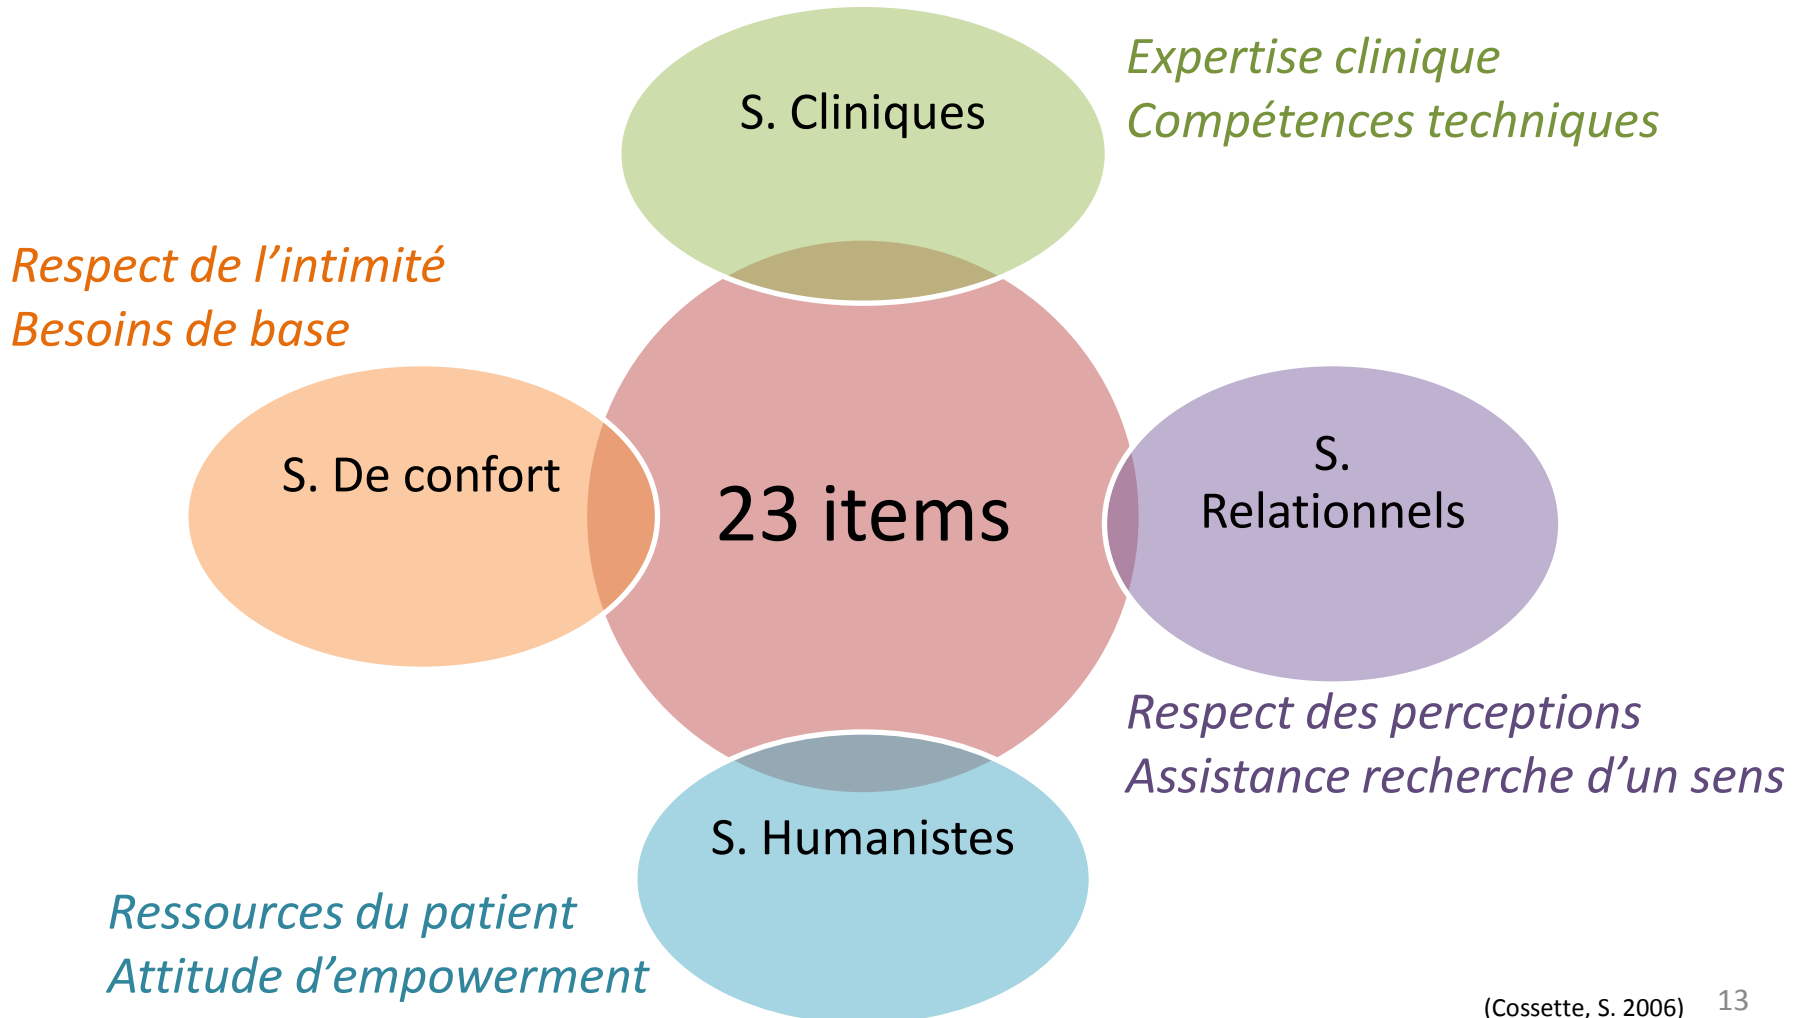 S. Cliniques
Expertise clinique
Compétences techniques
Respect de l’intimité
Besoins de base
S. De confort
23 items
S.
Relationnels
Respect des perceptions
Assistance recherche d’un sens
S. Humanistes
Ressources du patient
Attitude d’empowerment
(Cossette, S. 2006)
13